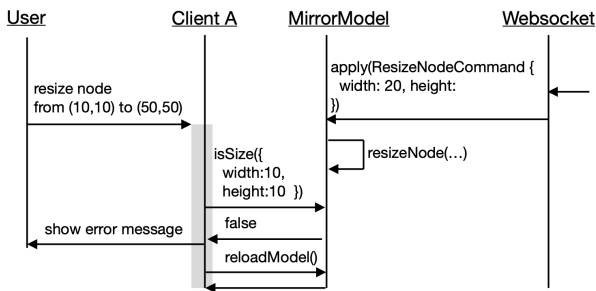 User
Client A
MirrorModel
Websocket
resize node
from (10,10) to (50,50)
apply(ResizeNodeCommand {
width: 20, height:
})
resizeNode(…)
isSize({
width:10,
height:10 })
false
show error message
reloadModel()